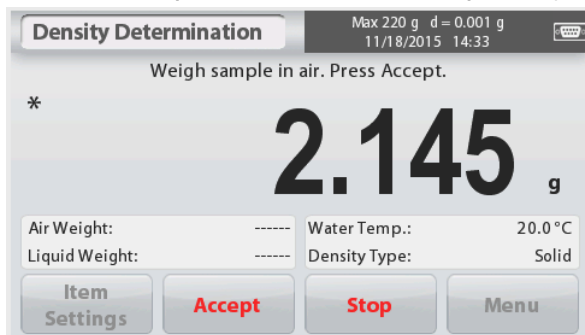 Density Determination
Max 220 g d = 0.001 g
11/18/2015 14:33
Weigh sample in air. Press Accept.
*
2.145 g
Air Weight: ------ Water Temp.: 20.0°C
Liquid Weight: ------ Density Type: Solid
Item Settings Accept Stop Menu